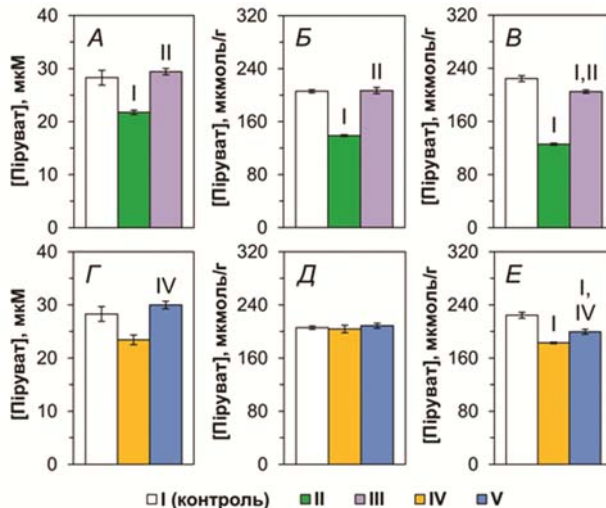 А
Б
В
II
II
I,II
I
I
I
[Піруват], мкМ
[Піруват], мкмоль/г
[Піруват], мкмоль/г
40
30
20
10
0
320
240
160
80
0
320
240
160
80
0
Г
Д
Е
IV
I,
IV
I
[Піруват], мкМ
[Піруват], мкмоль/г
[Піруват], мкмоль/г
40
30
20
10
0
320
240
160
80
0
320
240
160
80
0
I (контроль) II III IV V